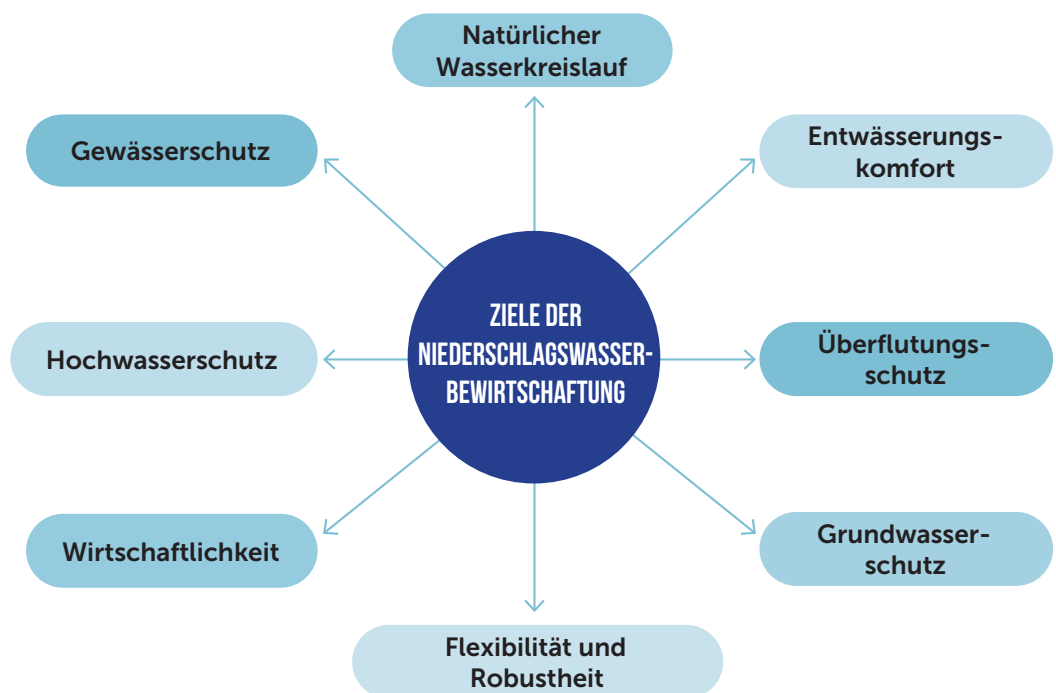 Natürlicher
Wasserkreislauf
Gewässerschutz
Entwässerungs-
komfort
ZIELE DER
NIEDERSCHLAGSWASSER-
BEWIRTSCHAFTUNG
Hochwasserschutz
Überflutungs-
schutz
Wirtschaftlichkeit
Grundwasser-
schutz
Flexibilität und
Robustheit